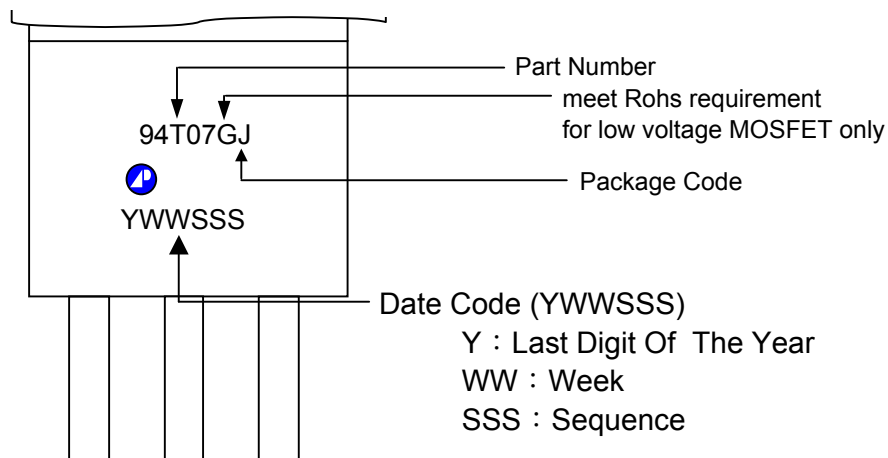 Part Number
meet Rohs requirement
for low voltage MOSFET only
94T07GJ
Package Code
YWWSSS
Date Code (YWWSSS)
Y：Last Digit Of The Year
WW：Week
SSS：Sequence